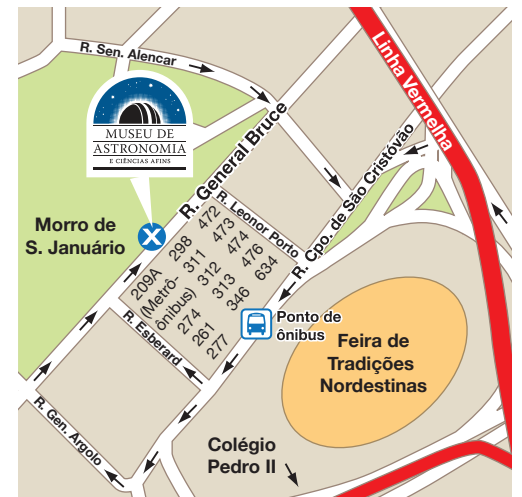 R. Sen. Alencar
Linha Vermelha
MUSEU DE
ASTRONOMIA
E CIÊNCIAS AFINS
R. General Bruce
R. Cpo. de São Cristóvão
R. Leonor Porto
Morro de
S. Januário
209A 298 472
(Metrô- 311 473
ônibus) 312 474
274 313 476
261 346 634
277
R. Esberard
Ponto de
ônibus
Feira de
Tradições
Nordestinas
R. Gen. Argolo
Colégio
Pedro II